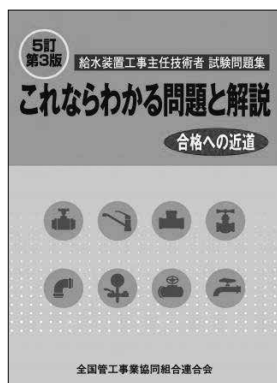 5訂
第3版
給水装置工事主任技術者 試験問題集
これならわかる問題と解説
合格への近道
全国管工事業協同組合連合会